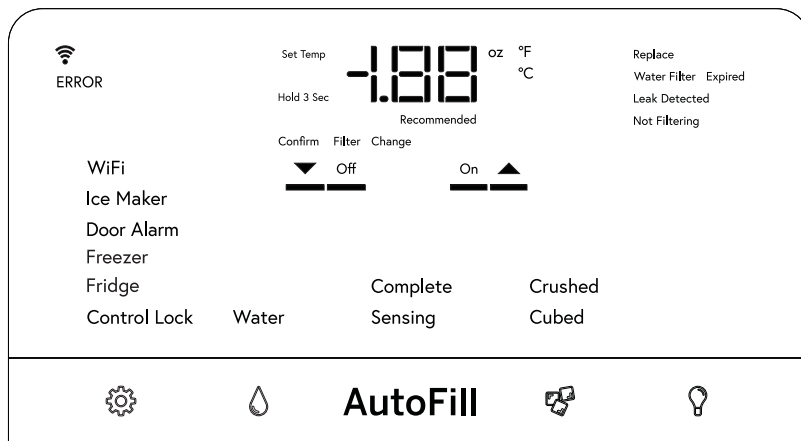 Set Temp -1.88 oz °F
°C
ERROR
Hold 3 Sec
Recommended
Replace
Water Filter Expired
Leak Detected
Not Filtering
Confirm Filter Change
Off On
WiFi
Ice Maker
Door Alarm
Freezer
Fridge
Control Lock
Water
Complete
Sensing
Crushed
Cubed
AutoFill